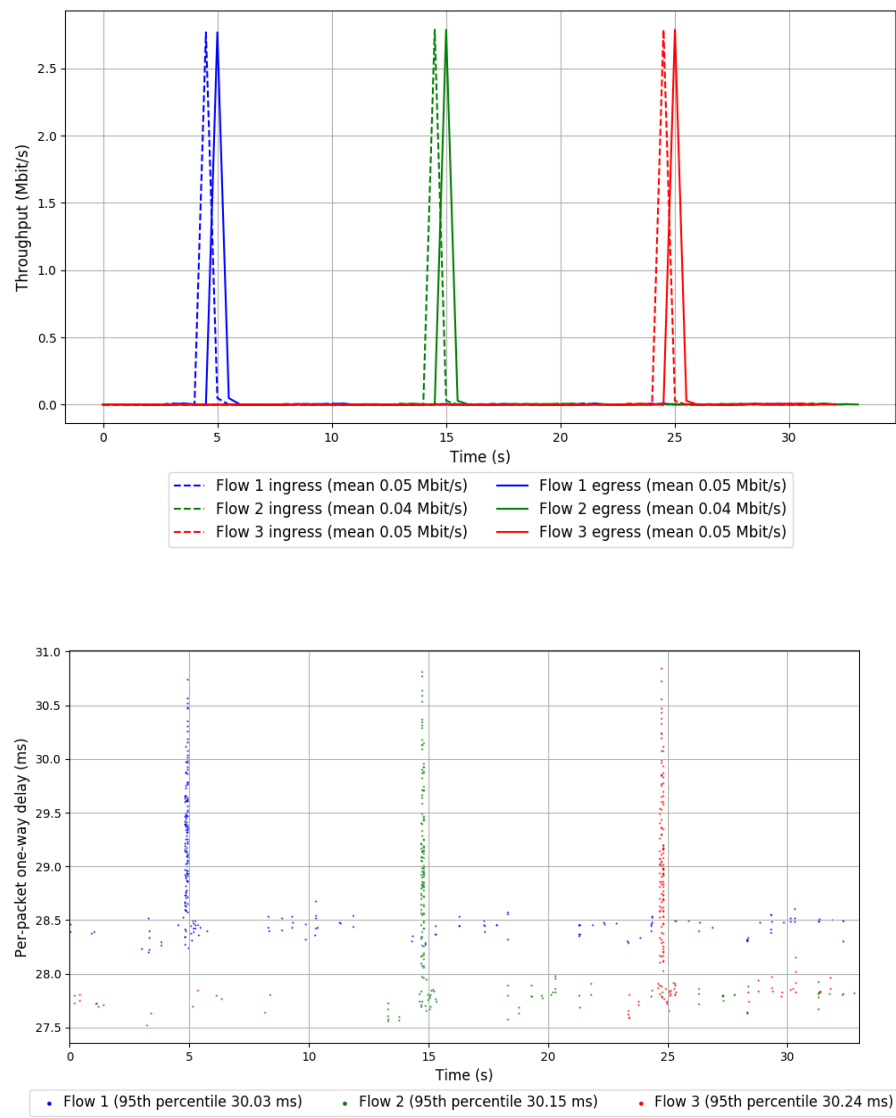 2.5
2.0
1.5
1.0
0.5
0.0
Throughput (Mbit/s)
0 5 10 15 20 25 30
Time (s)
Flow 1 ingress (mean 0.05 Mbit/s) Flow 1 egress (mean 0.05 Mbit/s)
Flow 2 ingress (mean 0.04 Mbit/s) Flow 2 egress (mean 0.04 Mbit/s)
Flow 3 ingress (mean 0.05 Mbit/s) Flow 3 egress (mean 0.05 Mbit/s)
31.0
30.5
30.0
29.5
29.0
28.5
28.0
27.5
Per-packet one-way delay (ms)
0 5 10 15 20 25 30
Time (s)
Flow 1 (95th percentile 30.03 ms) Flow 2 (95th percentile 30.15 ms) Flow 3 (95th percentile 30.24 ms)